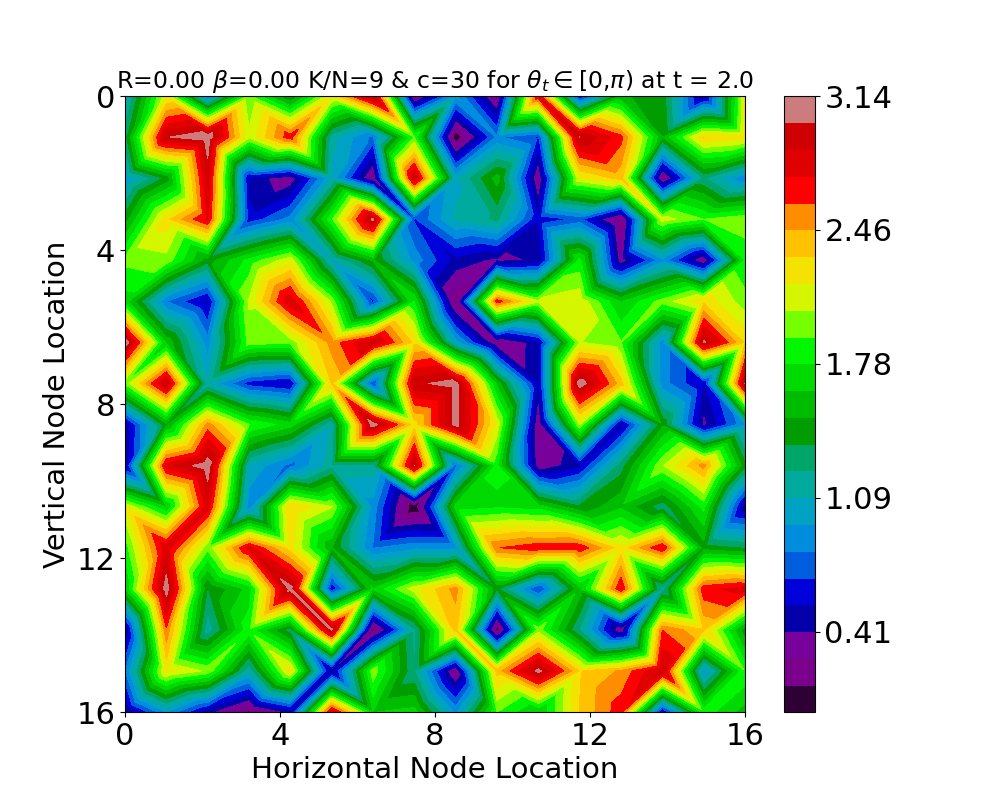 R=0.00 β=0.00 K/N=9 & c=30 for θ_t ∈ [0,π) at t = 2.0
0
4
8
12
16
Vertical Node Location
0 4 8 12 16
Horizontal Node Location
3.14
2.46
1.78
1.09
0.41